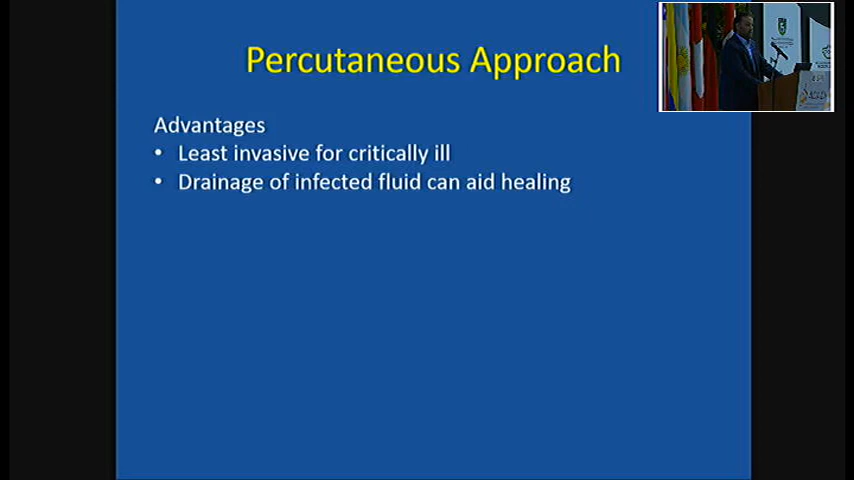 Percutaneous Approach
Advantages
• Least invasive for critically ill
• Drainage of infected fluid can aid healing